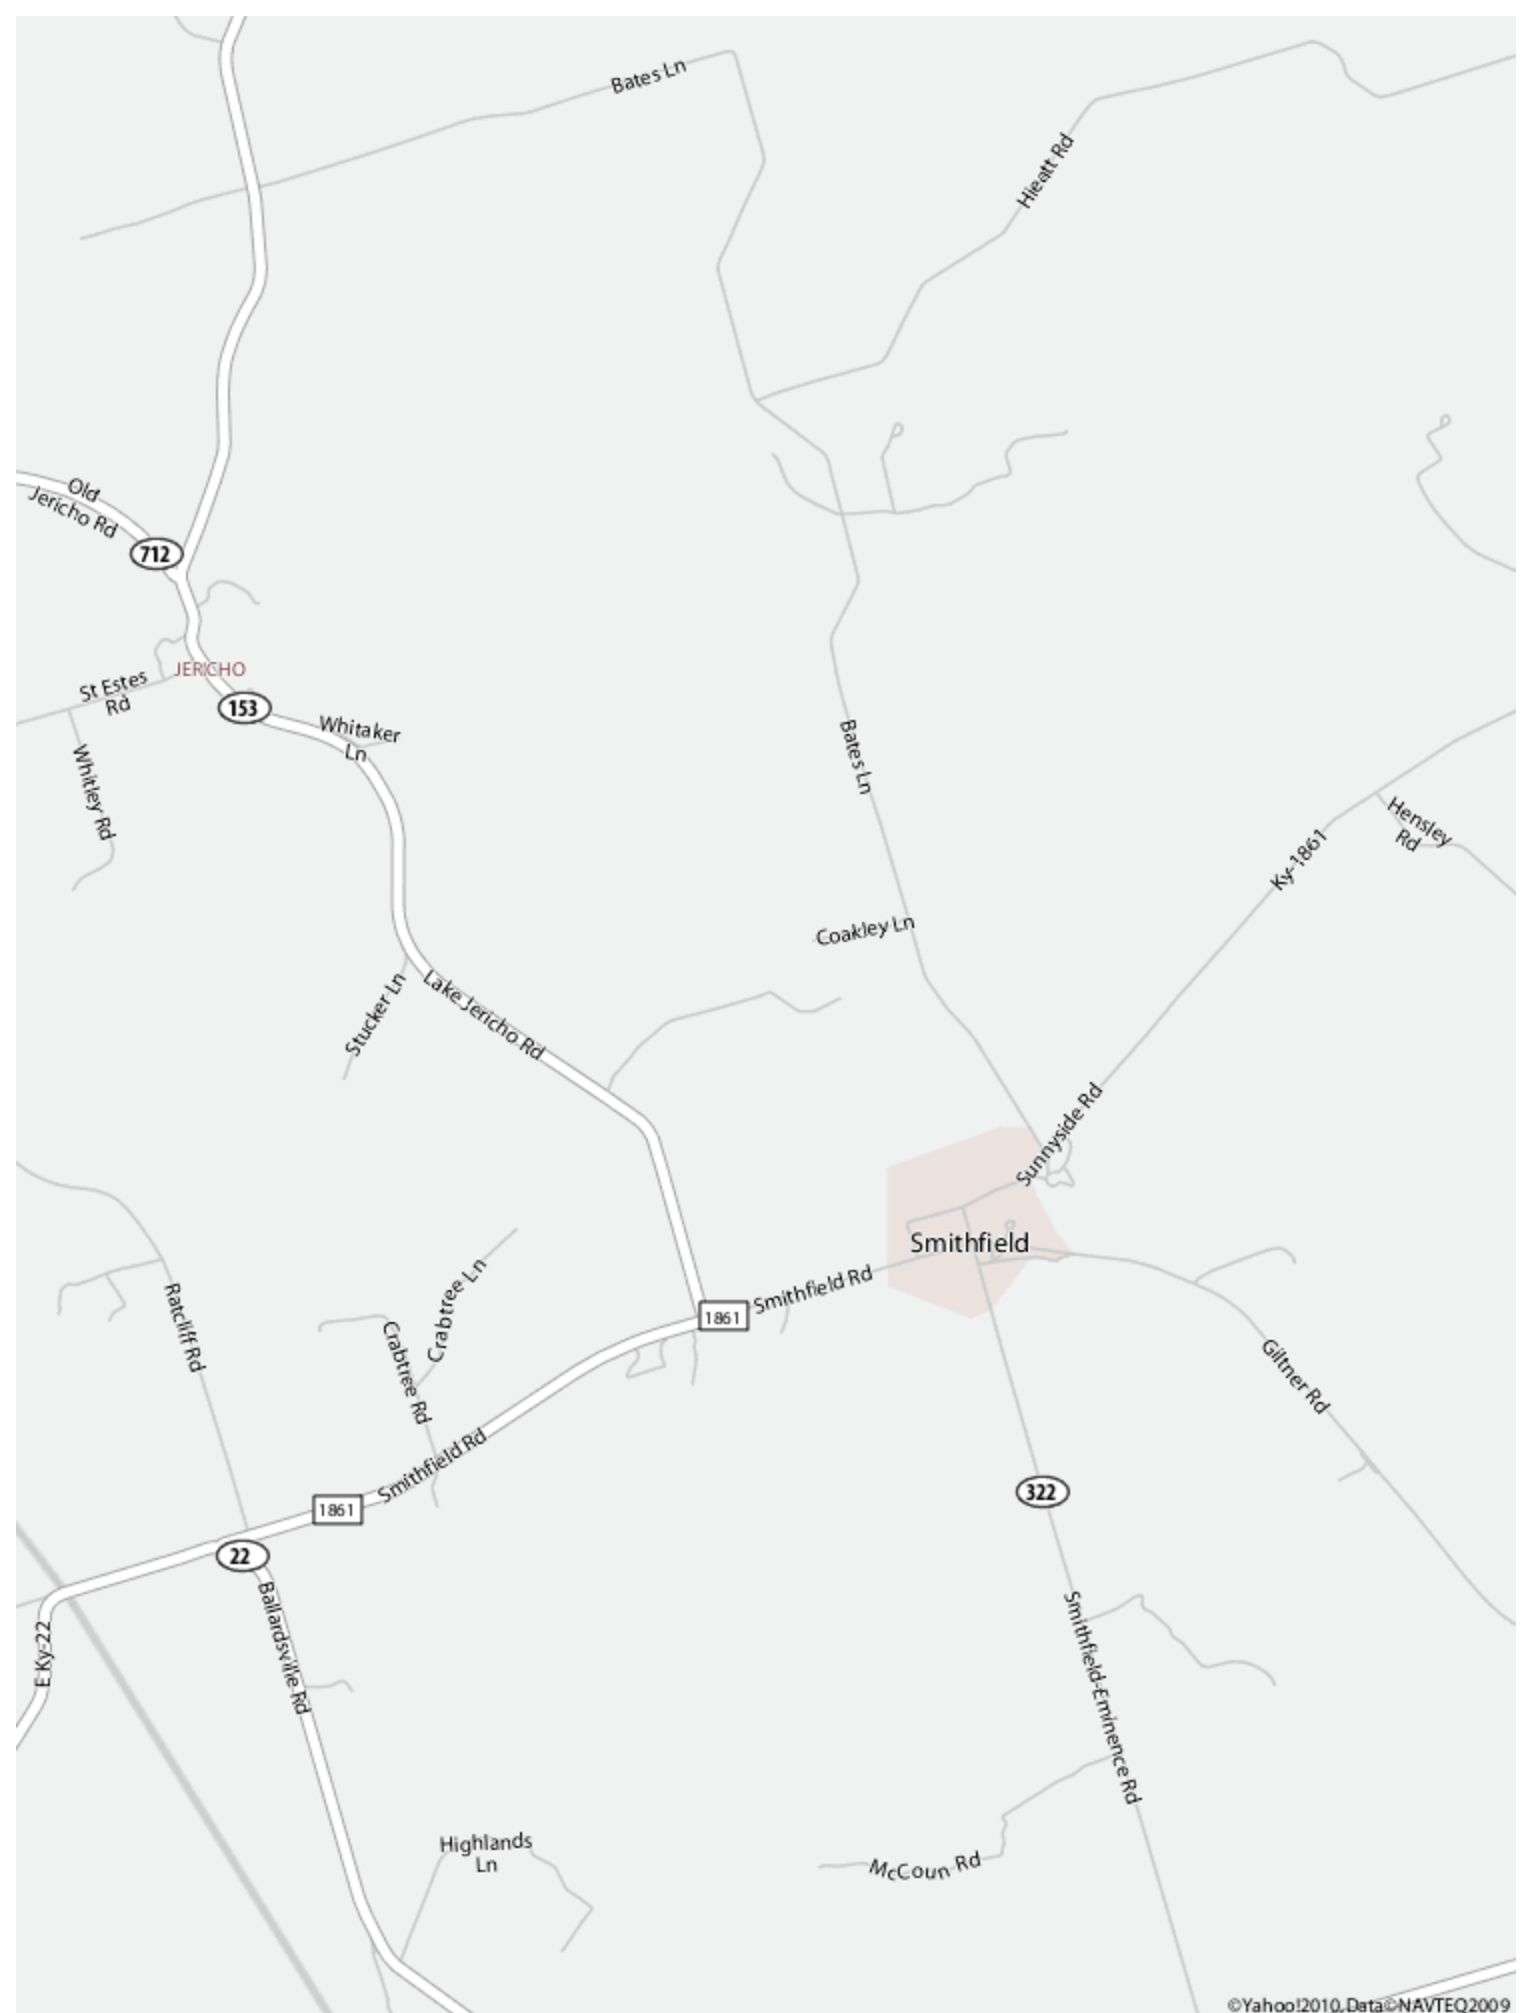 Bates Ln
Hieatt Rd
Old
Jericho Rd
712
JERICHO
St Estes
Rd
153
Whitaker
Ln
Whitley Rd
Bates Ln
Hensley
Rd
Ky-1861
Coakley Ln
Stucker Ln
Lake Jericho Rd
Sunnyside Rd
Smithfield
Smithfield Rd
1861
Ratcliff Rd
Crabtree Ln
Crabtree Rd
Giltner Rd
Smithfield Rd
1861
322
22
Ballardsville Rd
E Ky-22
Smithfield-Eminence Rd
Highlands
Ln
McCoun Rd
©Yahoo!2010, Data©NAVTEQ2009